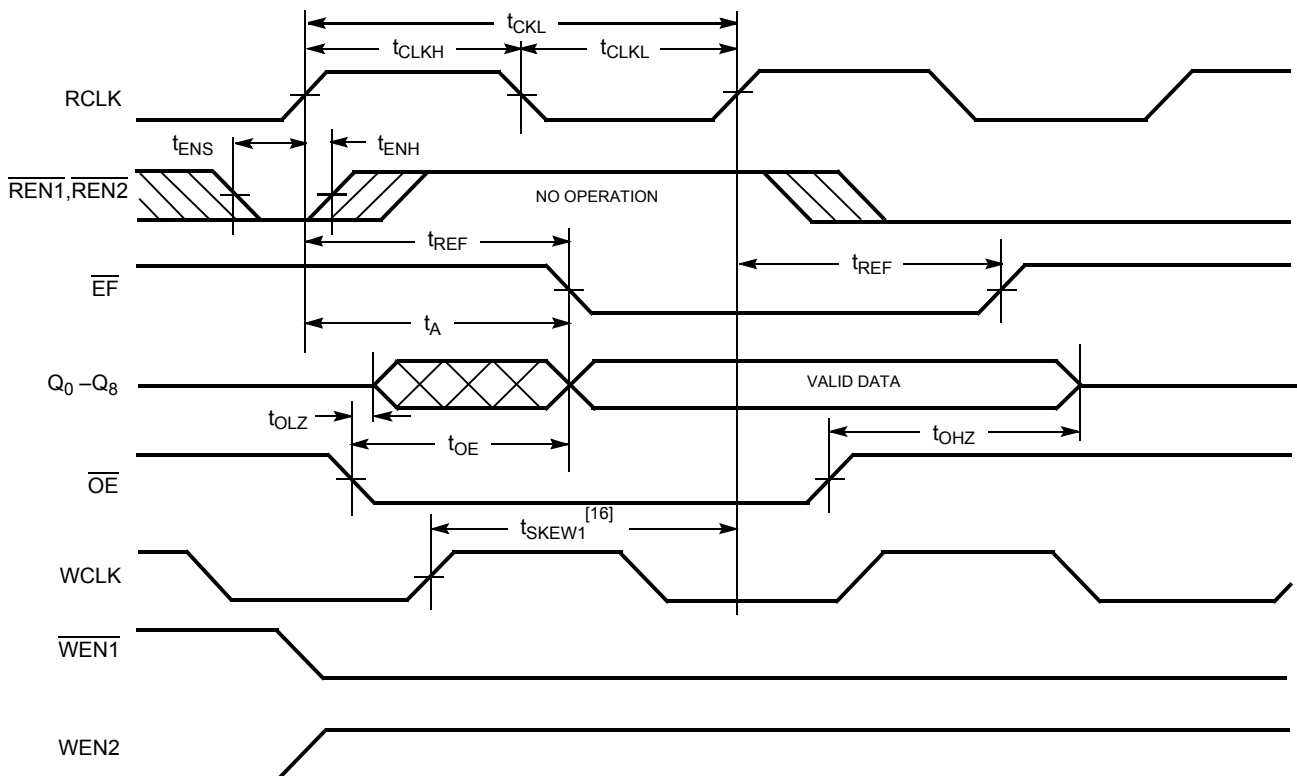 tCKL
tCLKH
tCLKL
RCLK
tENS
tENH
REN1,REN2
NO OPERATION
tREF
tREF
EF
tA
Q0 –Q8
VALID DATA
tOLZ
tOE
tOHZ
OE
tSKEW1[16]
WCLK
WEN1
WEN2